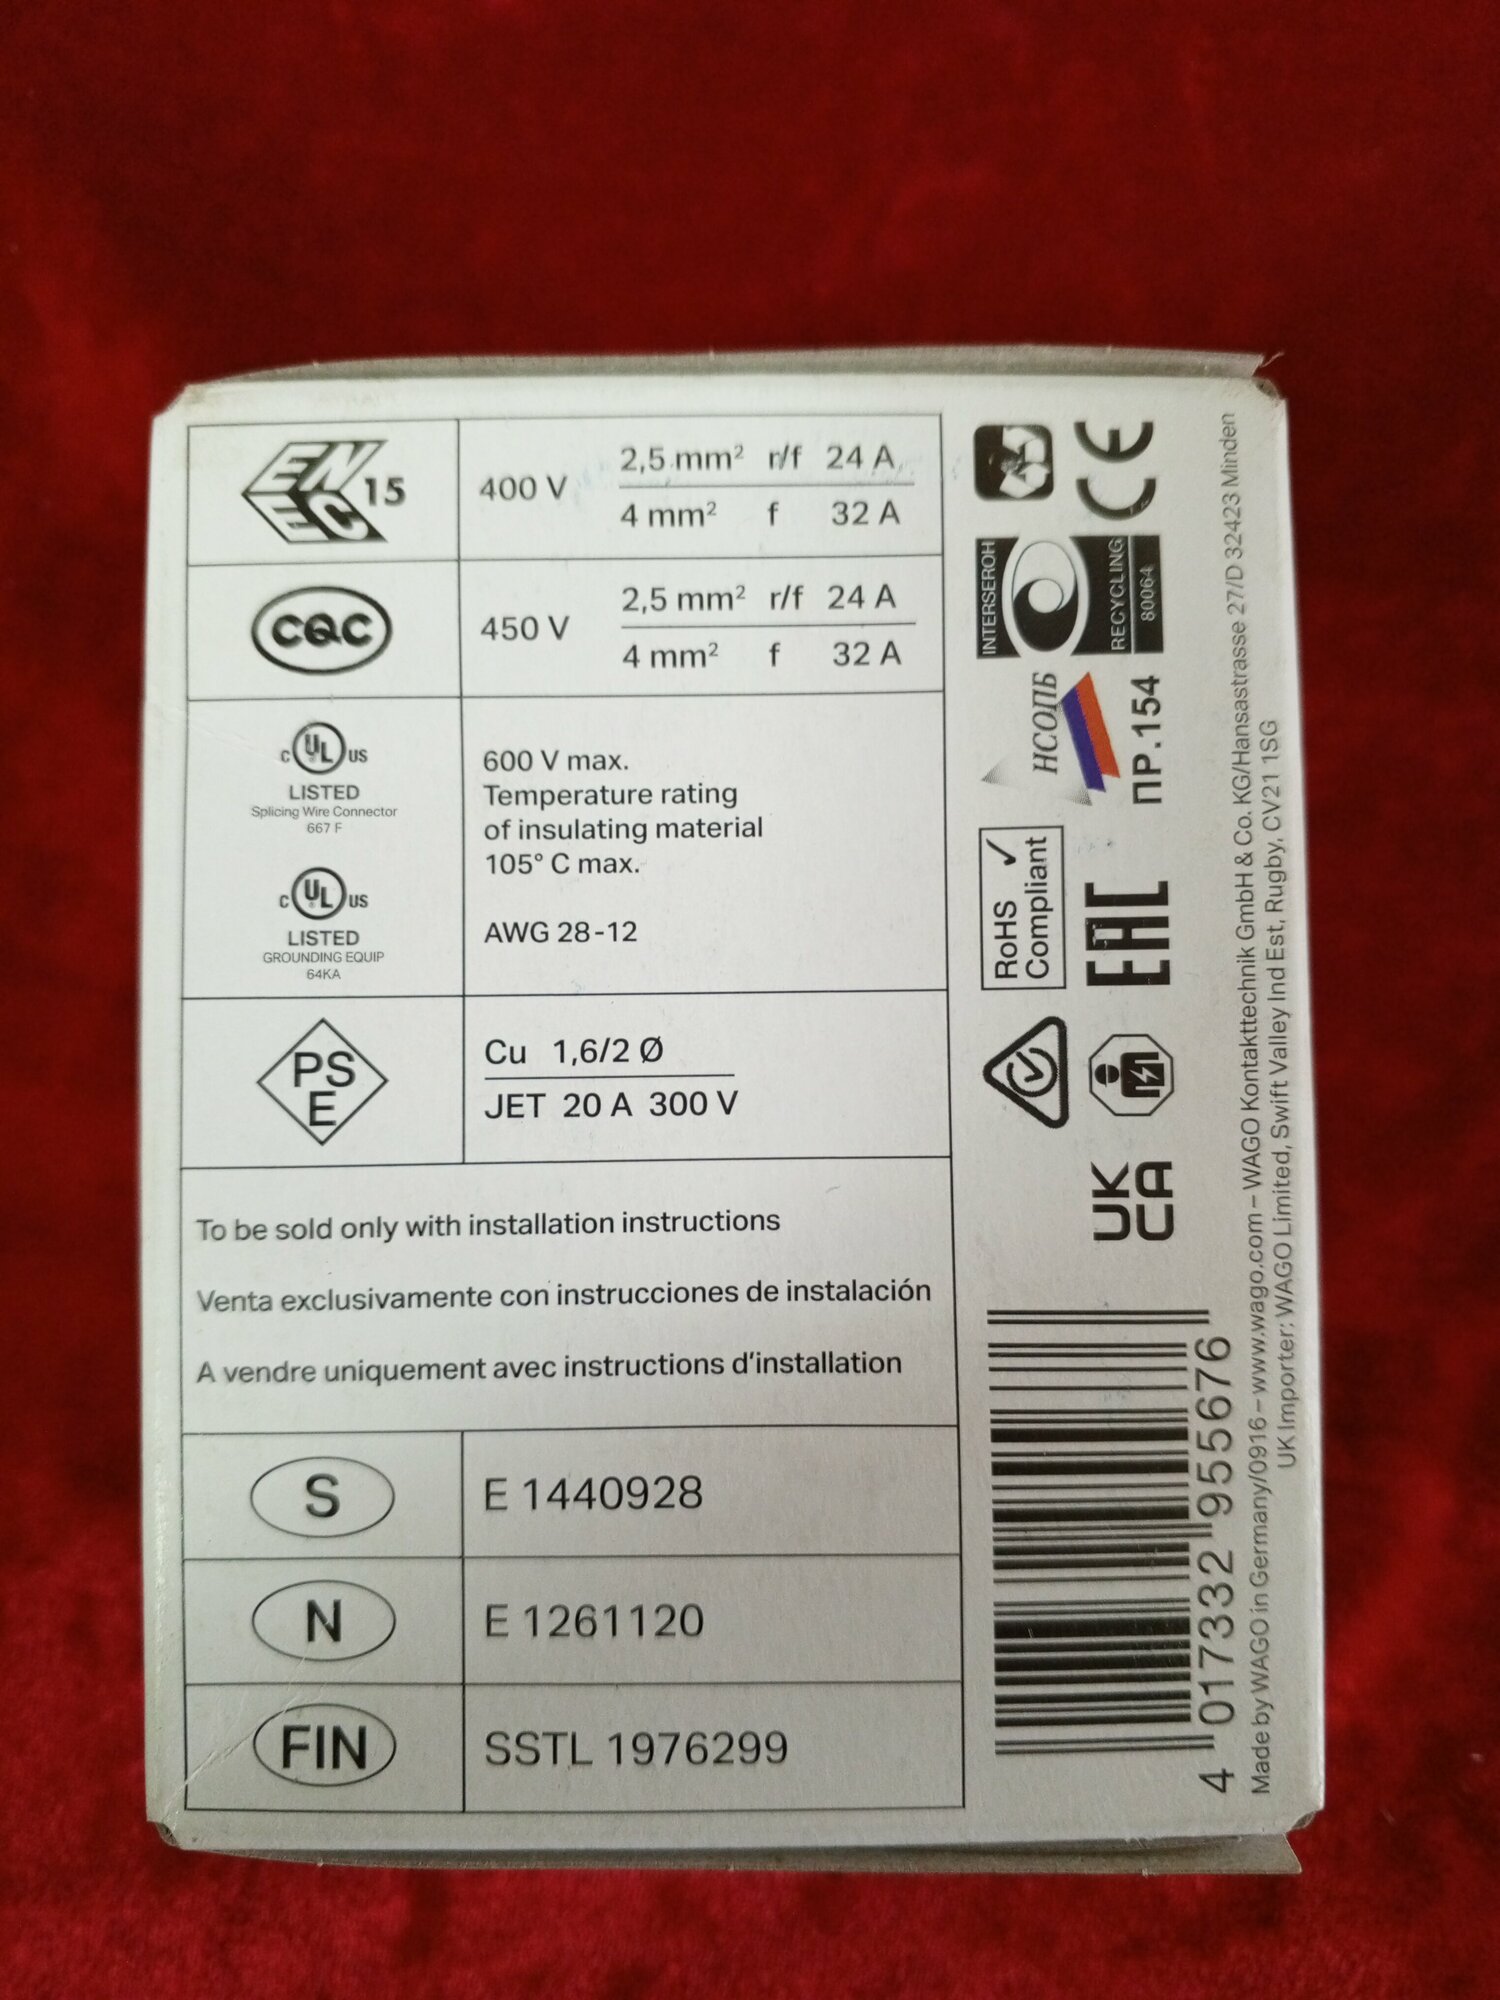 ENEC 15
400 V
2,5 mm² r/f 24 A
4 mm² f 32 A
CQC
450 V
2,5 mm² r/f 24 A
4 mm² f 32 A
c UL US
LISTED
Splicing Wire Connector
667 F
c UL US
LISTED
GROUNDING EQUIP
64KA
600 V max.
Temperature rating
of insulating material
105° C max.
AWG 28-12
PS
E
Cu 1,6/2 Ø
JET 20 A 300 V
To be sold only with installation instructions
Venta exclusivamente con instrucciones de instalación
A vendre uniquement avec instructions d'installation
S
E 1440928
N
E 1261120
FIN
SSTL 1976299
CE
INTERSEROH
RECYCLING
80064
НСОПБ
ПР.154
RoHS ✓
Compliant
EAC
UK
CA
4 017332 955676
Made by WAGO in Germany/0916 – www.wago.com – WAGO Kontakttechnik GmbH & Co. KG/Hansastrasse 27/D 32423 Minden
UK Importer: WAGO Limited, Swift Valley Ind Est, Rugby, CV21 1SG